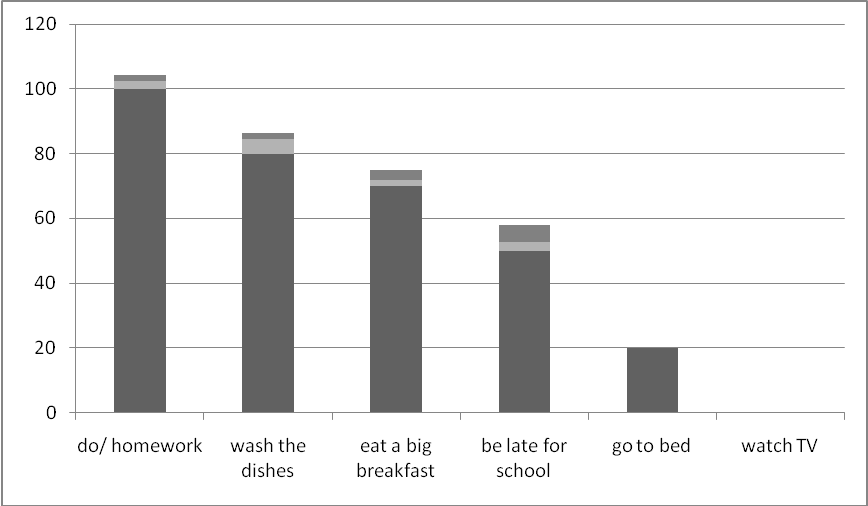 120
100
80
60
40
20
0
do/ homework
wash the
dishes
eat a big
breakfast
be late for
school
go to bed
watch TV